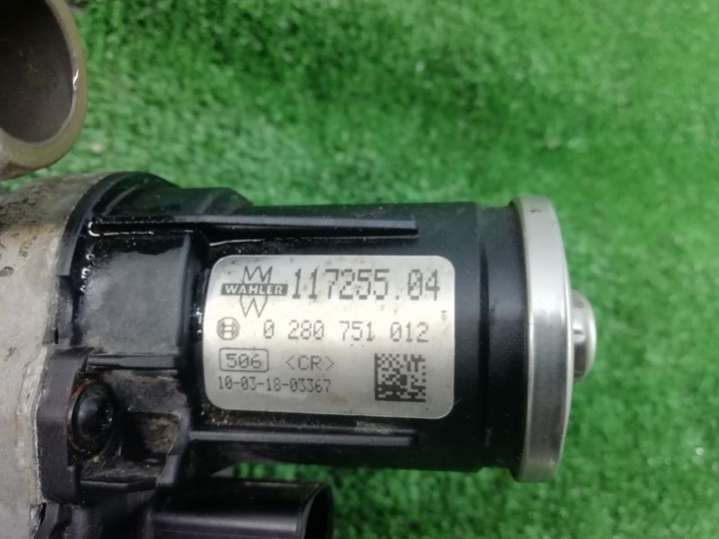 WAHLER 117255.04
0 280 751 012
506 <CR>
10-03-18-03367